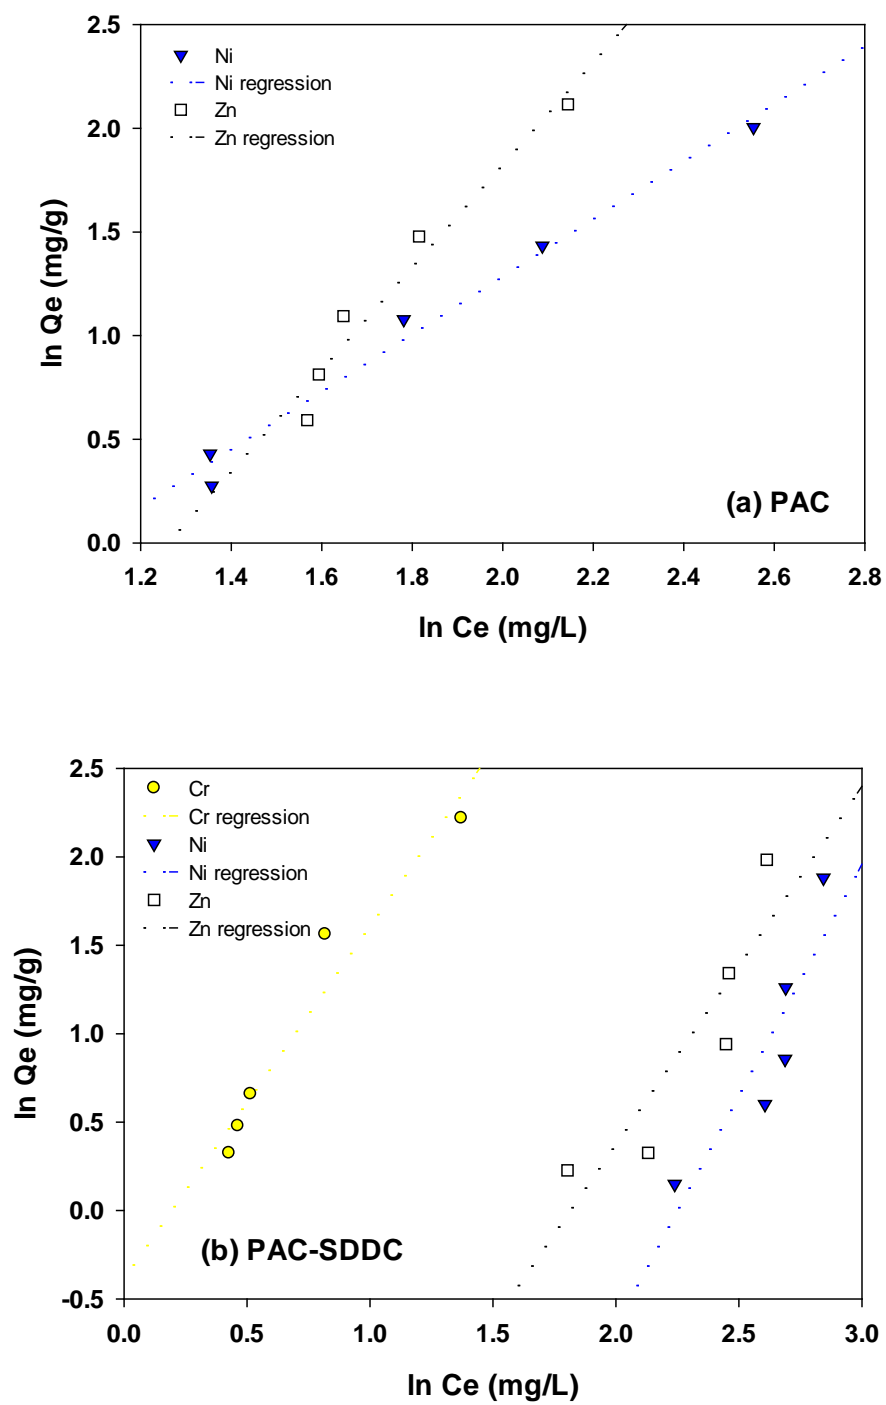 2.5
Ni
Ni regression
Zn
Zn regression
2.0
1.5
1.0
0.5
0.0
ln Qe (mg/g)
(a) PAC
1.2 1.4 1.6 1.8 2.0 2.2 2.4 2.6 2.8
ln Ce (mg/L)
2.5
Cr
Cr regression
Ni
Ni regression
Zn
Zn regression
2.0
1.5
1.0
0.5
0.0
-0.5
ln Qe (mg/g)
(b) PAC-SDDC
0.0 0.5 1.0 1.5 2.0 2.5 3.0
ln Ce (mg/L)